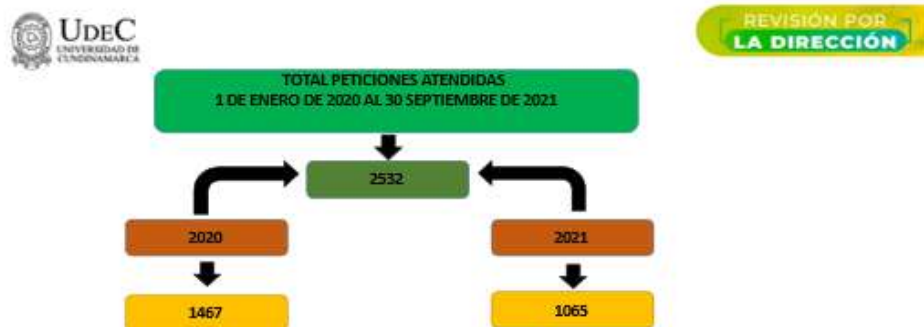 UDEC
UNIVERSIDAD DE
CUNDINAMARCA
REVISIÓN POR
LA DIRECCIÓN
TOTAL PETICIONES ATENDIDAS
1 DE ENERO DE 2020 AL 30 SEPTIEMBRE DE 2021
2532
2020
2021
1467
1065